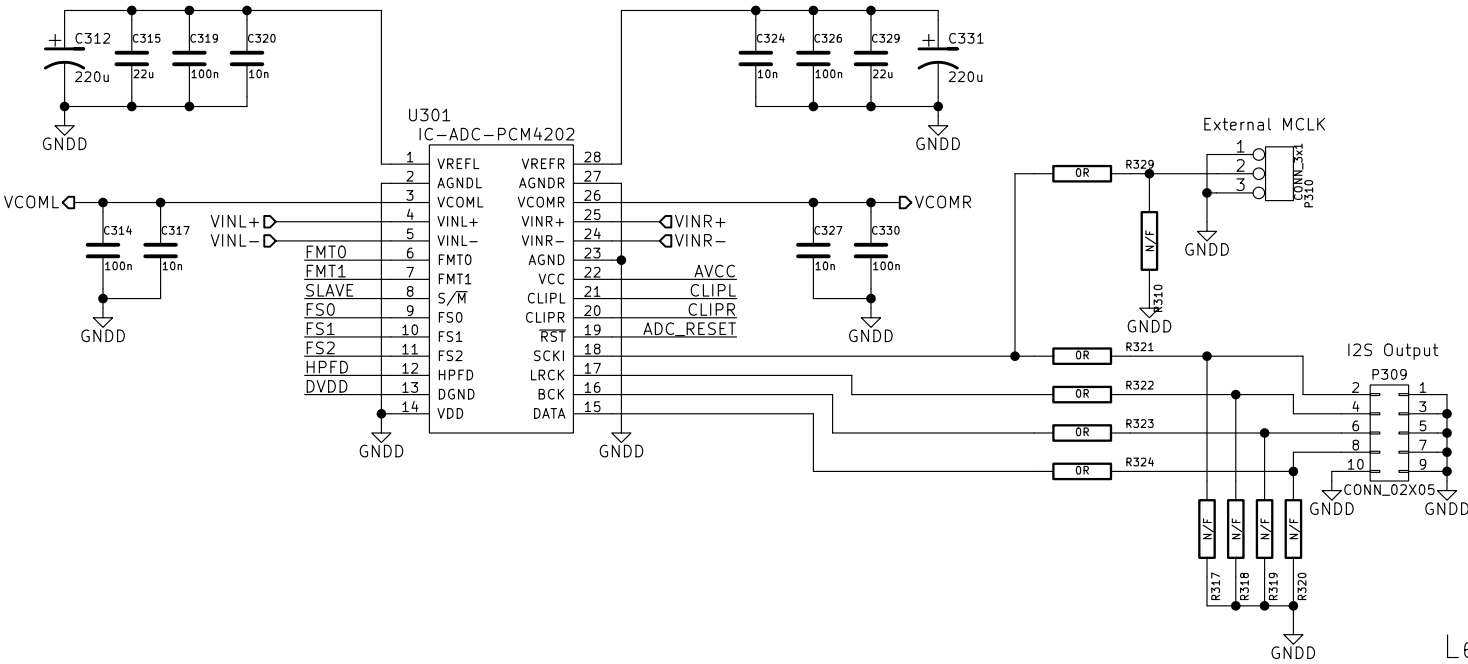 C312
220u
C315
22u
C319
100n
C320
10n
GNDD
C324
10n
C326
100n
C329
22u
C331
220u
GNDD
U301
IC-ADC-PCM4202
1 VREFL
2 AGNDL
3 VCOML
4 VINL+
5 VINL-
6 FMT0
7 FMT1
8 S/M
9 FS0
10 FS1
11 FS2
12 HPFD
13 DGND
14 VDD
VREFR 28
AGNDR 27
VCOMR 26
VINR+ 25
VINR- 24
AGND 23
VCC 22
CLIPL 21
CLIPR 20
RST 19
SCKI 18
LRCK 17
BCK 16
DATA 15
VCOML
C314
100n
C317
10n
GNDD
VINL+
VINL-
FMT0
FMT1
SLAVE
FS0
FS1
FS2
HPFD
DVDD
GNDD
VCOMR
VINR+
VINR-
C327
10n
C330
100n
GNDD
AVCC
CLIPL
CLIPR
ADC_RESET
GNDD
External MCLK
1
2
3
CONN_3x1
P310
GNDD
0R R329
N/F
R310
GNDD
0R R321
0R R322
0R R323
0R R324
I2S Output
P309
2 1
4 3
6 5
8 7
10 9
CONN_02X05
GNDD
GNDD
N/F
N/F
N/F
N/F
R317
R318
R319
R320
GNDD